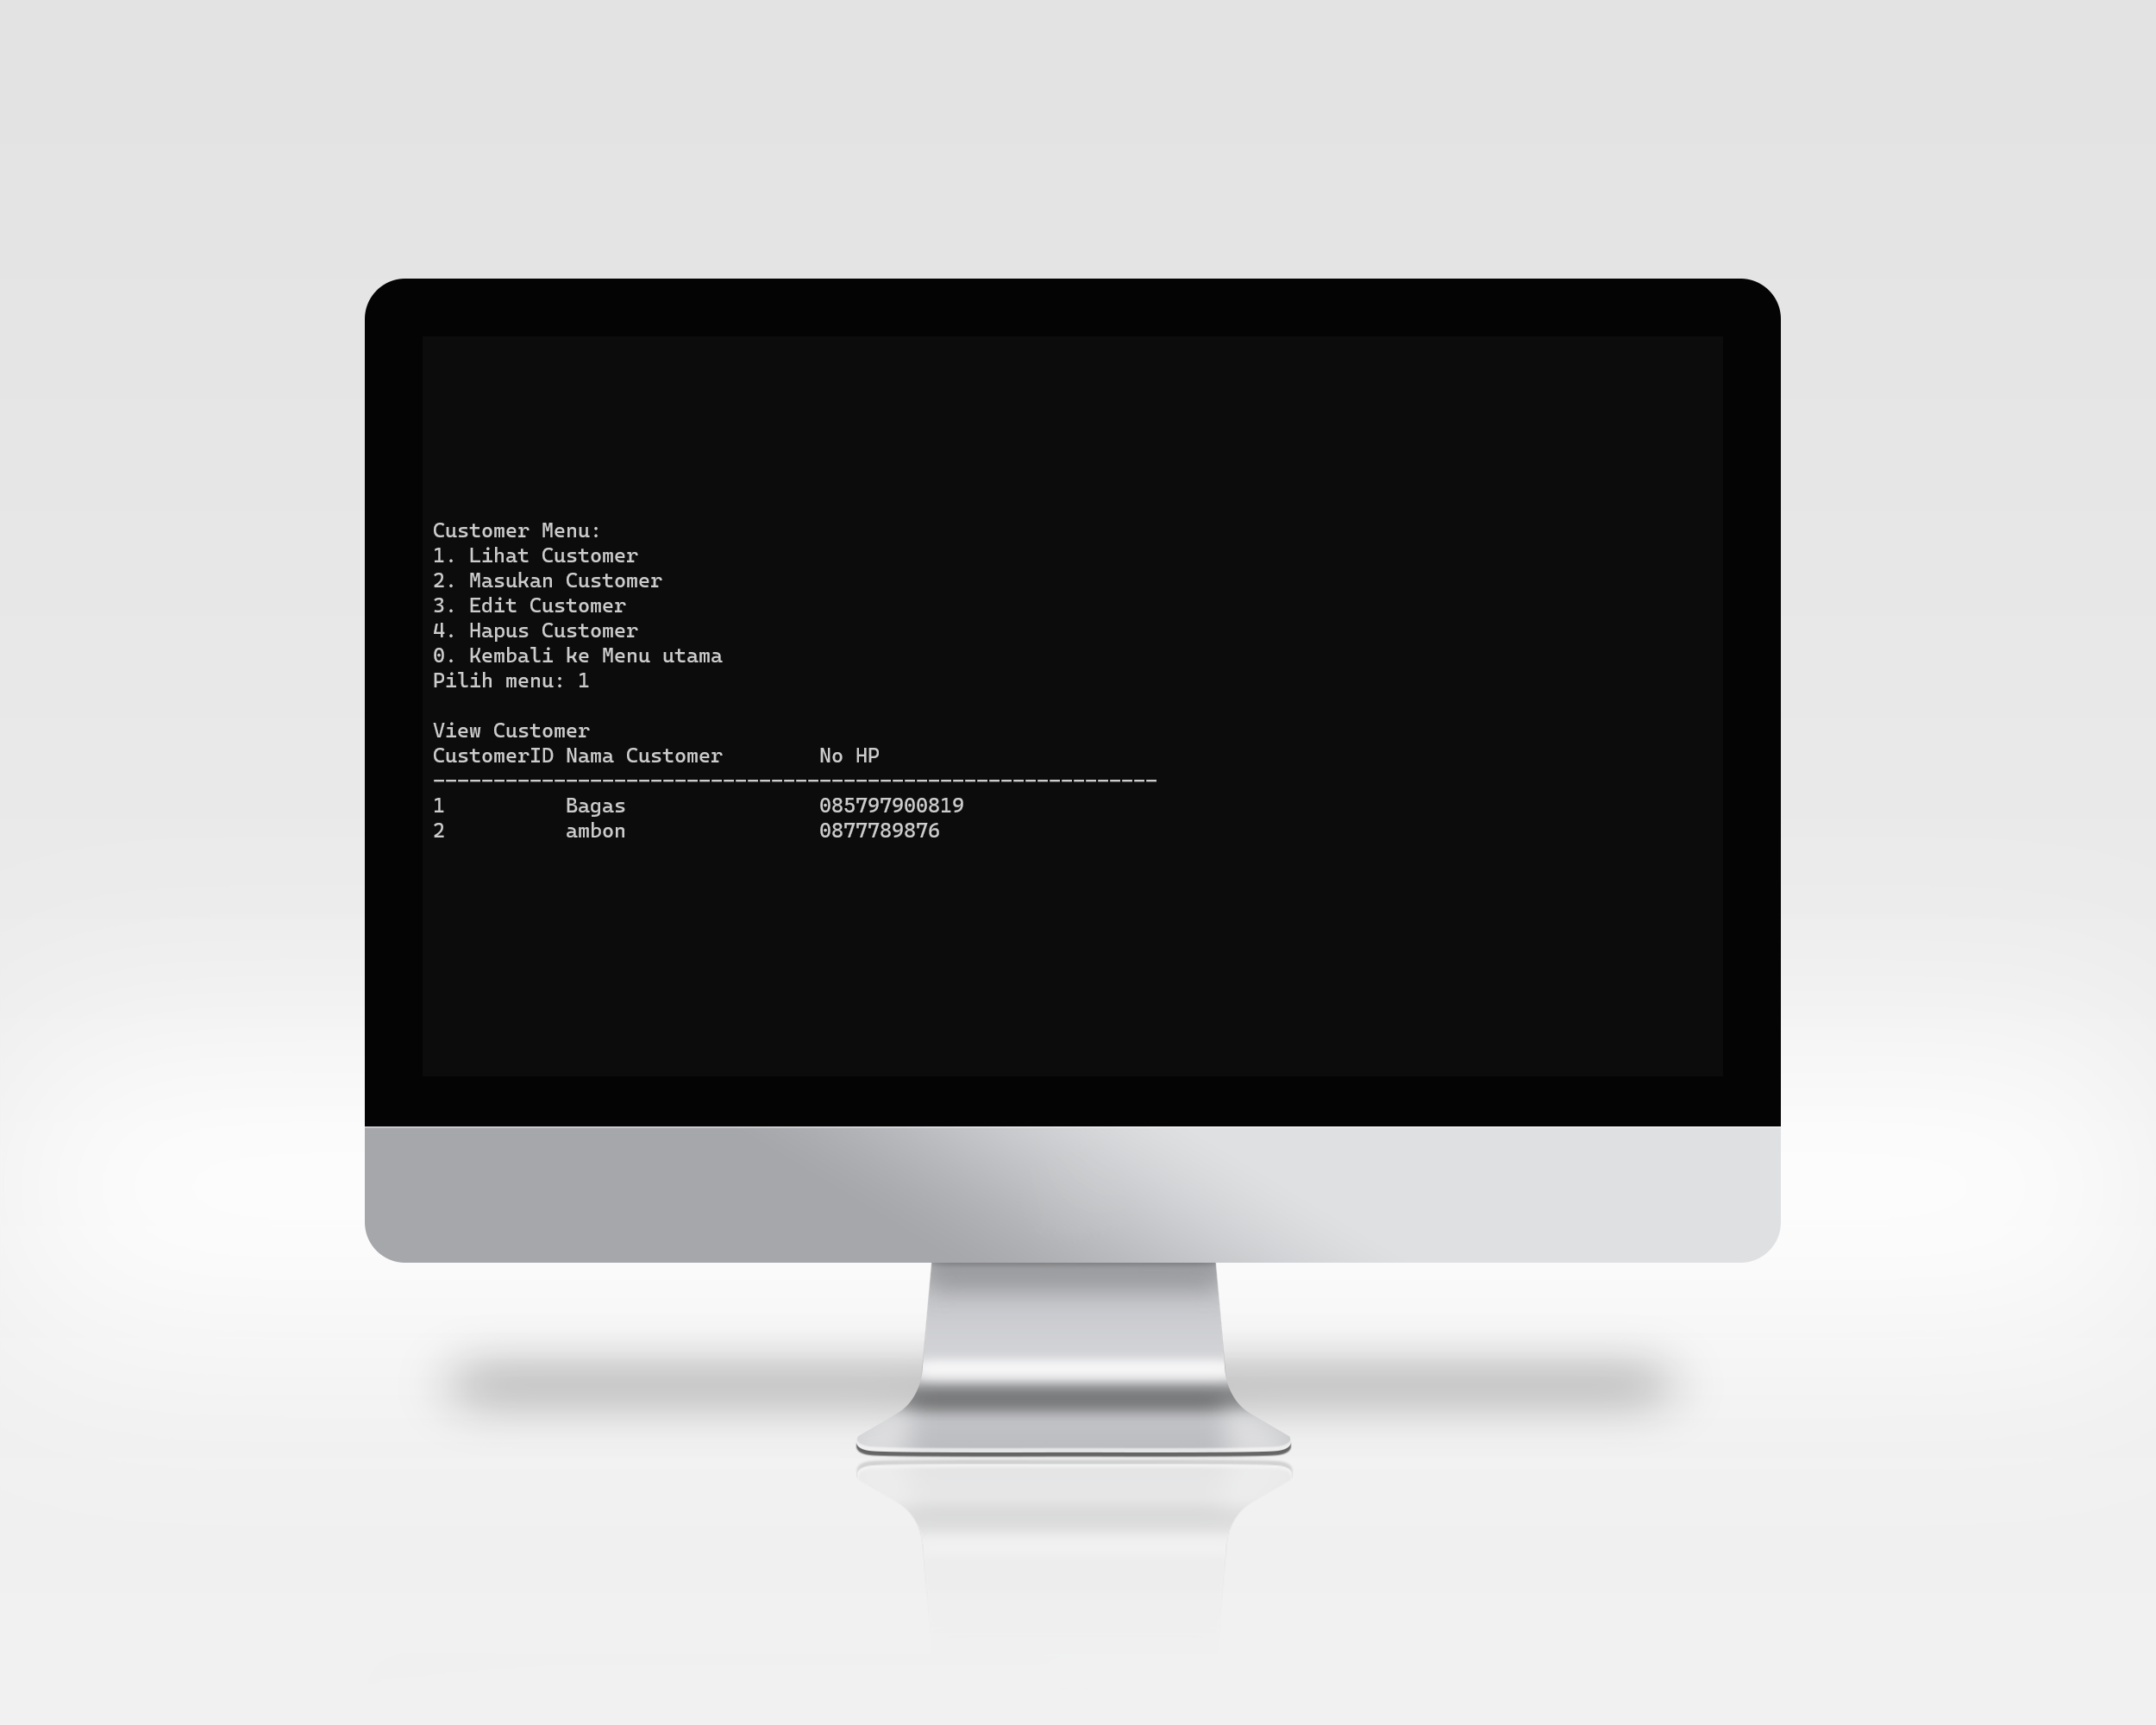 Customer Menu:
1. Lihat Customer
2. Masukan Customer
3. Edit Customer
4. Hapus Customer
0. Kembali ke Menu utama
Pilih menu: 1
View Customer
CustomerID Nama Customer        No HP
------------------------------------------------------------
1          Bagas                085797900819
2          ambon                0877789876